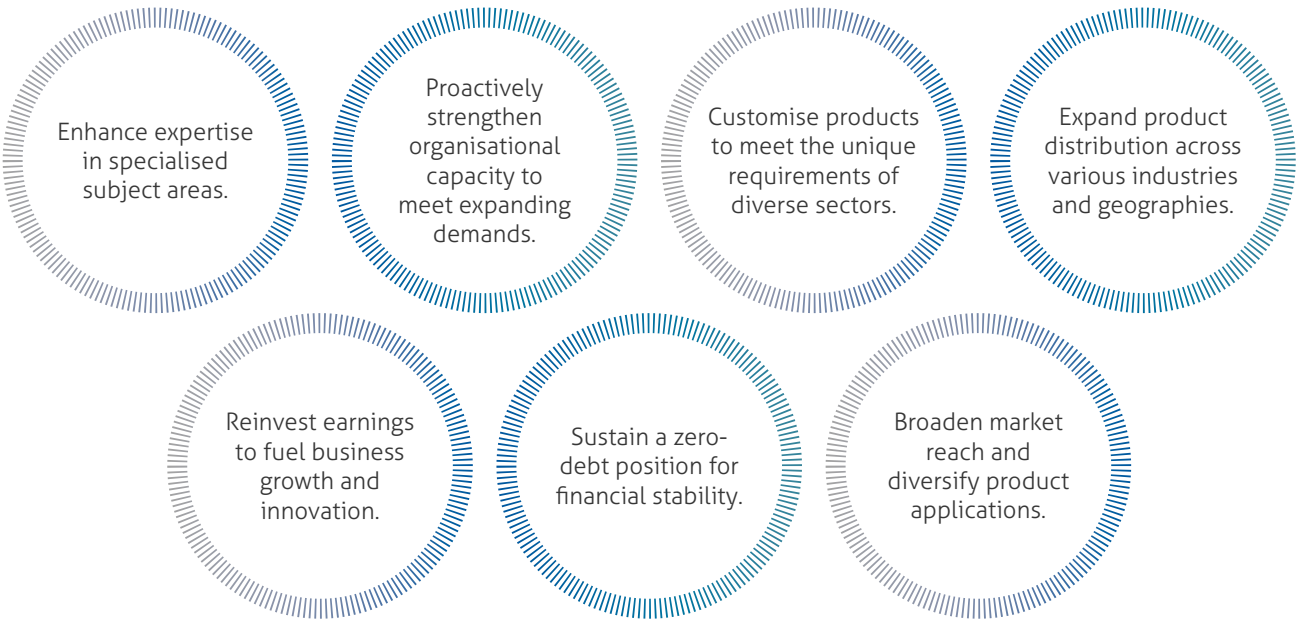 Enhance expertise
in specialised
subject areas.
Proactively
strengthen
organisational
capacity to
meet expanding
demands.
Customise products
to meet the unique
requirements of
diverse sectors.
Expand product
distribution across
various industries
and geographies.
Reinvest earnings
to fuel business
growth and
innovation.
Sustain a zero-
debt position for
financial stability.
Broaden market
reach and
diversify product
applications.